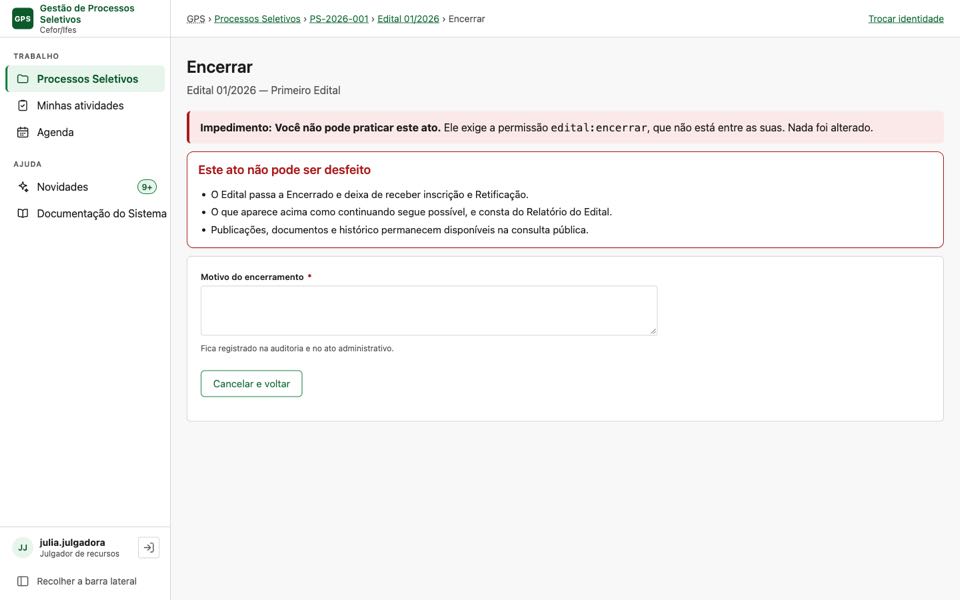 GPS
Gestão de Processos
Seletivos
Cefor/Ifes
GPS › Processos Seletivos › PS-2026-001 › Edital 01/2026 › Encerrar
Trocar identidade
TRABALHO
Processos Seletivos
Minhas atividades
Agenda
AJUDA
Novidades
9+
Documentação do Sistema
Encerrar
Edital 01/2026 — Primeiro Edital
Impedimento: Você não pode praticar este ato. Ele exige a permissão edital:encerrar, que não está entre as suas. Nada foi alterado.
Este ato não pode ser desfeito
• O Edital passa a Encerrado e deixa de receber inscrição e Retificação.
• O que aparece acima como continuando segue possível, e consta do Relatório do Edital.
• Publicações, documentos e histórico permanecem disponíveis na consulta pública.
Motivo do encerramento *
Fica registrado na auditoria e no ato administrativo.
Cancelar e voltar
JJ
julia.julgadora
Julgador de recursos
Recolher a barra lateral